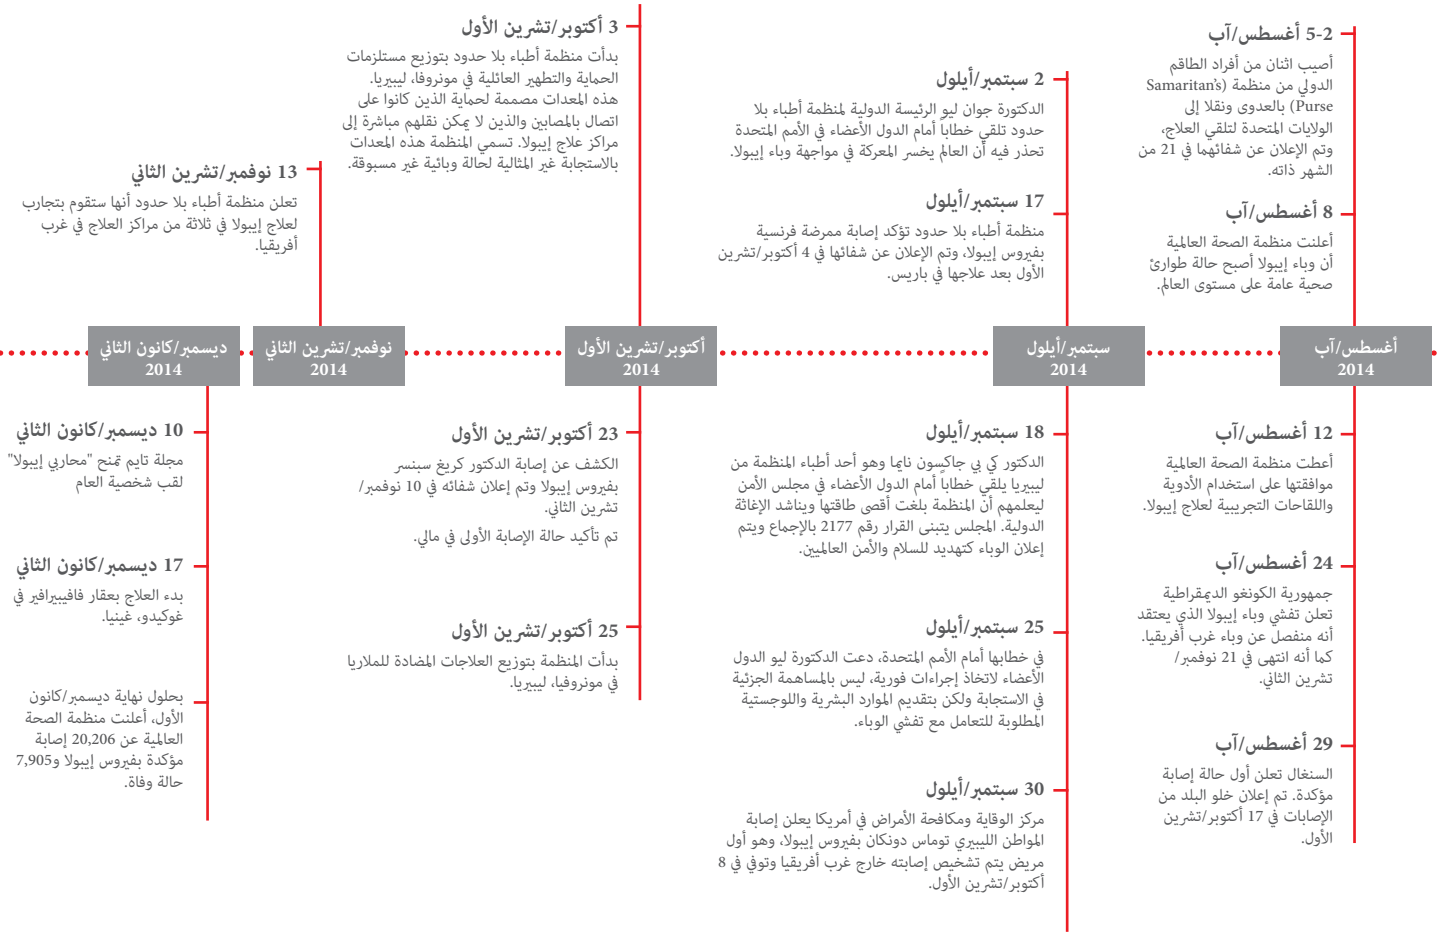 5-2 أغسطس/آب
أصيب اثنان من أفراد الطاقم
الدولي من منظمة (Samaritan's
Purse) بالعدوى ونقلا إلى
الولايات المتحدة لتلقي العلاج،
وتم الإعلان عن شفائهما في 21 من
الشهر ذاته.
8 أغسطس/آب
أعلنت منظمة الصحة العالمية
أن وباء إيبولا أصبح حالة طوارئ
صحية عامة على مستوى العالم.
أغسطس/آب
2014
12 أغسطس/آب
أعطت منظمة الصحة العالمية
موافقتها على استخدام الأدوية
واللقاحات التجريبية لعلاج إيبولا.
24 أغسطس/آب
جمهورية الكونغو الديمقراطية
تعلن تفشي وباء إيبولا الذي يعتقد
أنه منفصل عن وباء غرب أفريقيا.
كما أنه انتهى في 21 نوفمبر/
تشرين الثاني.
29 أغسطس/آب
السنغال تعلن أول حالة إصابة
مؤكدة. تم إعلان خلو البلد من
الإصابات في 17 أكتوبر/تشرين
الأول.
2 سبتمبر/أيلول
الدكتورة جوان ليو الرئيسة الدولية لمنظمة أطباء بلا
حدود تلقي خطاباً أمام الدول الأعضاء في الأمم المتحدة
تحذر فيه أن العالم يخسر المعركة في مواجهة وباء إيبولا.
17 سبتمبر/أيلول
منظمة أطباء بلا حدود تؤكد إصابة ممرضة فرنسية
بفيروس إيبولا، وتم الإعلان عن شفائها في 4 أكتوبر/تشرين
الأول بعد علاجها في باريس.
سبتمبر/أيلول
2014
18 سبتمبر/أيلول
الدكتور كي بي جاكسون نايما وهو أحد أطباء المنظمة من
ليبيريا يلقي خطاباً أمام الدول الأعضاء في مجلس الأمن
ليعلمهم أن المنظمة بلغت أقصى طاقتها ويناشد الإغاثة
الدولية. المجلس يتبنى القرار رقم 2177 بالإجماع ويتم
إعلان الوباء كتهديد للسلام والأمن العالميين.
25 سبتمبر/أيلول
في خطابها أمام الأمم المتحدة، دعت الدكتورة ليو الدول
الأعضاء لاتخاذ إجراءات فورية، ليس بالمساهمة الجزئية
في الاستجابة ولكن بتقديم الموارد البشرية واللوجستية
المطلوبة للتعامل مع تفشي الوباء.
30 سبتمبر/أيلول
مركز الوقاية ومكافحة الأمراض في أمريكا يعلن إصابة
المواطن الليبيري توماس دونكان بفيروس إيبولا، وهو أول
مريض يتم تشخيص إصابته خارج غرب أفريقيا وتوفي في 8
أكتوبر/تشرين الأول.
3 أكتوبر/تشرين الأول
بدأت منظمة أطباء بلا حدود بتوزيع مستلزمات
الحماية والتطهير العائلية في مونروفا، ليبيريا.
هذه المعدات مصممة لحماية الذين كانوا على
اتصال بالمصابين والذين لا يمكن نقلهم مباشرة إلى
مراكز علاج إيبولا. تسمي المنظمة هذه المعدات
بالاستجابة غير المثالية لحالة وبائية غير مسبوقة.
أكتوبر/تشرين الأول
2014
23 أكتوبر/تشرين الأول
الكشف عن إصابة الدكتور كريغ سبنسر
بفيروس إيبولا وتم إعلان شفائه في 10 نوفمبر/
تشرين الثاني.
تم تأكيد حالة الإصابة الأولى في مالي.
25 أكتوبر/تشرين الأول
بدأت المنظمة بتوزيع العلاجات المضادة للملاريا
في مونروفيا، ليبيريا.
13 نوفمبر/تشرين الثاني
تعلن منظمة أطباء بلا حدود أنها ستقوم بتجارب
لعلاج إيبولا في ثلاثة من مراكز العلاج في غرب
أفريقيا.
نوفمبر/تشرين الثاني
2014
ديسمبر/كانون الثاني
2014
10 ديسمبر/كانون الثاني
مجلة تايم تمنح "محاربي إيبولا"
لقب شخصية العام
17 ديسمبر/كانون الثاني
بدء العلاج بعقار فافيبيرافير في
غوكيدو، غينيا.
بحلول نهاية ديسمبر/كانون
الأول، أعلنت منظمة الصحة
العالمية عن 20,206 إصابة
مؤكدة بفيروس إيبولا و7,905
حالة وفاة.